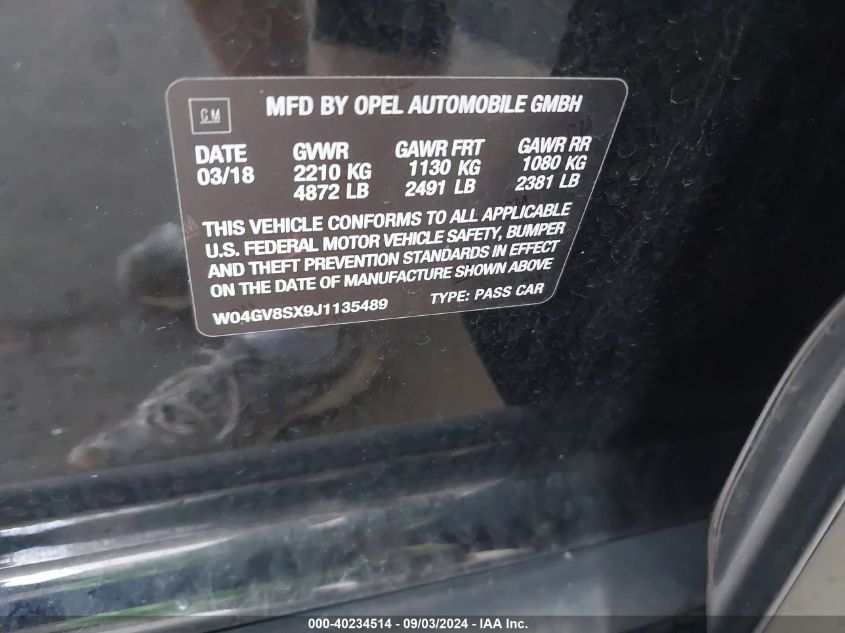 GM
MFD BY OPEL AUTOMOBILE GMBH
DATE GVWR GAWR FRT GAWR RR
03/18 2210 KG 1130 KG 1080 KG
4872 LB 2491 LB 2381 LB
THIS VEHICLE CONFORMS TO ALL APPLICABLE
U.S. FEDERAL MOTOR VEHICLE SAFETY, BUMPER
AND THEFT PREVENTION STANDARDS IN EFFECT
ON THE DATE OF MANUFACTURE SHOWN ABOVE
W04GV8SX9J1135489 TYPE: PASS CAR
000-40234514 - 09/03/2024 - IAA Inc.